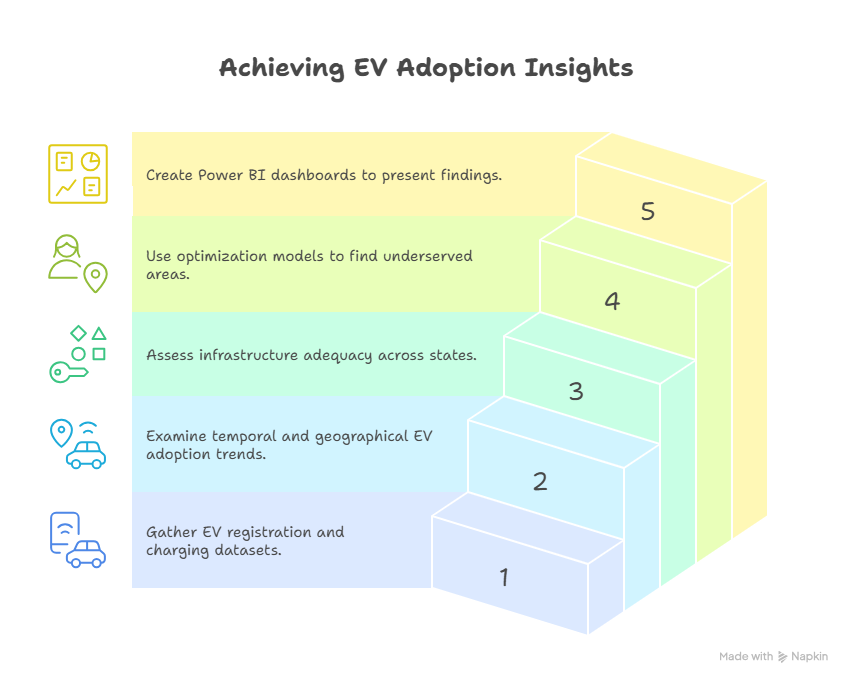 Achieving EV Adoption Insights
Create Power BI dashboards to present findings.
5
Use optimization models to find underserved
areas.
4
Assess infrastructure adequacy across states.
3
Examine temporal and geographical EV
adoption trends.
2
Gather EV registration and
charging datasets.
1
Made with Napkin